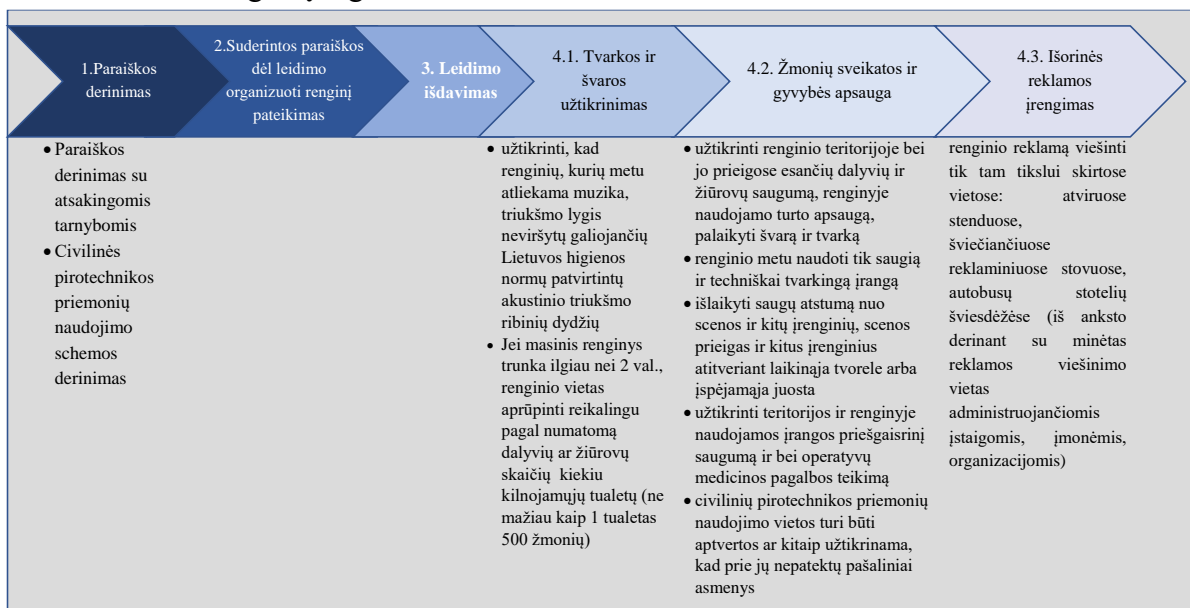 1.Paraiškos
derinimas
2.Suderintos paraiškos
dėl leidimo
organizuoti renginį
pateikimas
3. Leidimo
išdavimas
4.1. Tvarkos ir
švaros
užtikrinimas
4.2. Žmonių sveikatos ir
gyvybės apsauga
4.3. Išorinės
reklamos
įrengimas
• Paraiškos
derinimas su
atsakingomis
tarnybomis
• Civilinės
pirotechnikos
priemonių
naudojimo
schemos
derinimas
• užtikrinti, kad
renginių, kurių metu
atliekama muzika,
triukšmo lygis
neviršytų galiojančių
Lietuvos higienos
normų patvirtintų
akustinio triukšmo
ribinių dydžių
• Jei masinis renginys
trunka ilgiau nei 2 val.,
renginio vietas
aprūpinti reikalingu
pagal numatomą
dalyvių ar žiūrovų
skaičių kiekiu
kilnojamųjų tualetų (ne
mažiau kaip 1 tualetas
500 žmonių)
• užtikrinti renginio teritorijoje bei
jo prieigose esančių dalyvių ir
žiūrovų saugumą, renginyje
naudojamo turto apsaugą,
palaikyti švarą ir tvarką
• renginio metu naudoti tik saugią
ir techniškai tvarkingą įrangą
• išlaikyti saugų atstumą nuo
scenos ir kitų įrenginių, scenos
prieigas ir kitus įrenginius
atitveriant laikinąja tvorele arba
įspėjamąja juosta
• užtikrinti teritorijos ir renginyje
naudojamos įrangos priešgaisrinį
saugumą ir bei operatyvų
medicinos pagalbos teikimą
• civilinių pirotechnikos priemonių
naudojimo vietos turi būti
aptvertos ar kitaip užtikrinama,
kad prie jų nepatektų pašaliniai
asmenys
renginio reklamą viešinti
tik tam tikslui skirtose
vietose: atviruose
stenduose,
šviečiančiuose
reklaminiuose stovuose,
autobusų stotelių
šviesdėžėse (iš anksto
derinant su minėtas
reklamos viešinimo
vietas
administruojančiomis
įstaigomis, įmonėmis,
organizacijomis)